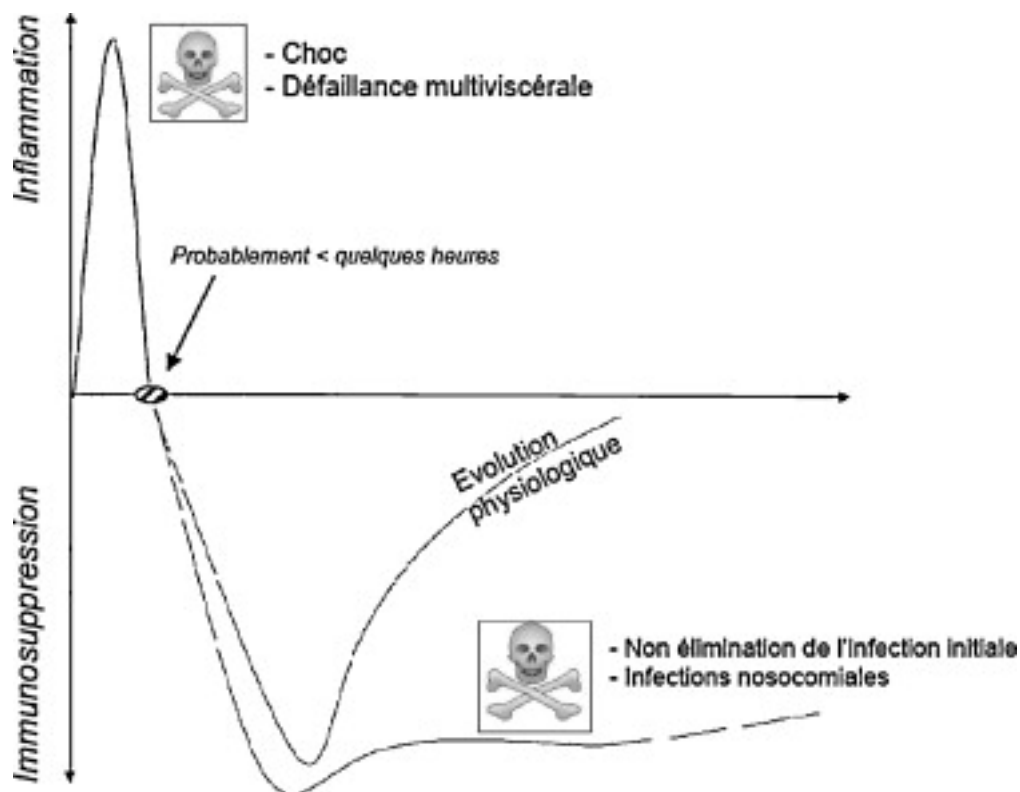 Inflammation
- Choc
- Défaillance multiviscérale
Probablement < quelques heures
Evolution
physiologique
Immunosuppression
- Non élimination de l'infection initiale
- Infections nosocomiales